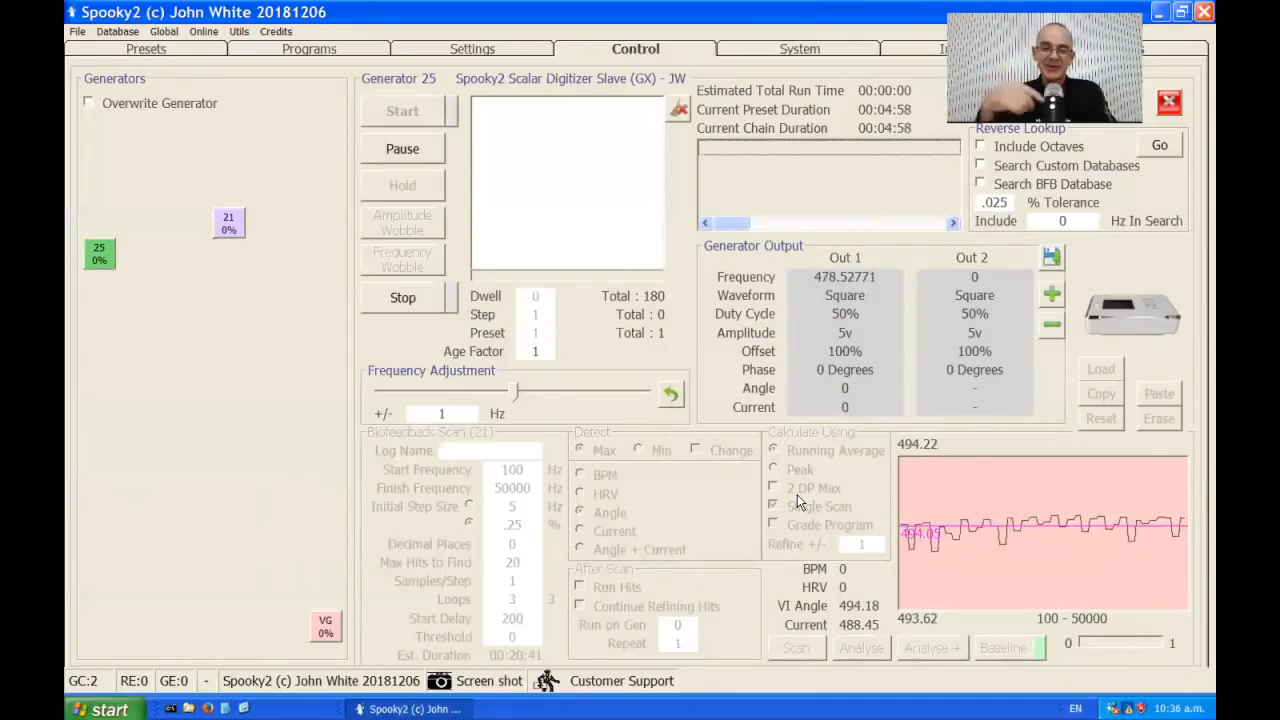 Spooky2 (c) John White 20181206
File Database Global Online Utils Credits
Presets Programs Settings Control System
Generators
Overwrite Generator
21
0%
25
0%
VG
0%
Generator 25 Spooky2 Scalar Digitizer Slave (GX) - JW
Start
Pause
Hold
Amplitude
Wobble
Frequency
Wobble
Stop
Dwell 0 Total : 180
Step 1 Total : 0
Preset 1 Total : 1
Age Factor 1
Frequency Adjustment
+/- 1 Hz
Estimated Total Run Time 00:00:00
Current Preset Duration 00:04:58
Current Chain Duration 00:04:58
Reverse Lookup
Include Octaves Go
Search Custom Databases
Search BFB Database
.025 % Tolerance
Include 0 Hz In Search
Generator Output
Out 1 Out 2
Frequency 478.52771 0
Waveform Square Square
Duty Cycle 50% 50%
Amplitude 5v 5v
Offset 100% 100%
Phase 0 Degrees 0 Degrees
Angle 0 -
Current 0 -
Load
Copy Paste
Reset Erase
Biofeedback Scan (21)
Log Name
Start Frequency 100 Hz
Finish Frequency 50000 Hz
Initial Step Size 5 Hz
.25 %
Decimal Places 0
Max Hits to Find 20
Samples/Step 1
Loops 3 3
Start Delay 200
Threshold 0
Est. Duration 00:20:41
Detect
Max Min Change
BPM
HRV
Angle
Current
Angle + Current
After Scan
Run Hits
Continue Refining Hits
Run on Gen 0
Repeat 1
Calculate Using
Running Average
Peak
2 DP Max
Single Scan
Grade Program
Refine +/- 1
BPM 0
HRV 0
VI Angle 494.18
Current 488.45
494.22
494.05
493.62 100 - 50000
Scan Analyse Analyse + Baseline 0 1
GC:2 RE:0 GE:0 - Spooky2 (c) John White 20181206 Screen shot Customer Support
start Spooky2 (c) John White ... EN 10:36 a.m.